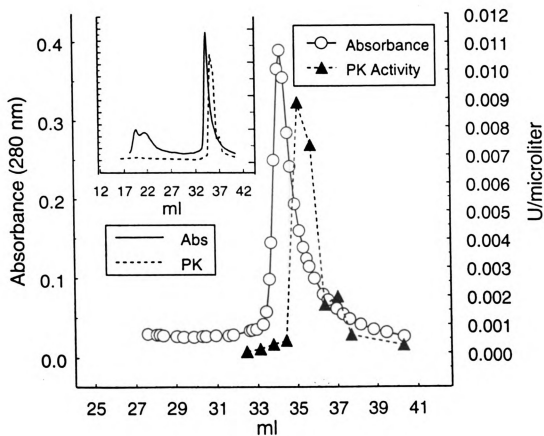 0.012
0.4
0.011
Absorbance
0.010
PK Activity
0.009
0.3
0.008
0.007
12 17 22 27 33 34 42
ml
0.2
0.006
Absorbance (280 nm)
U/microliter
0.005
Abs
PK
0.004
0.1
0.003
0.002
0.001
0.0
0.000
25 27 29 31 33 35 37 39 41
ml